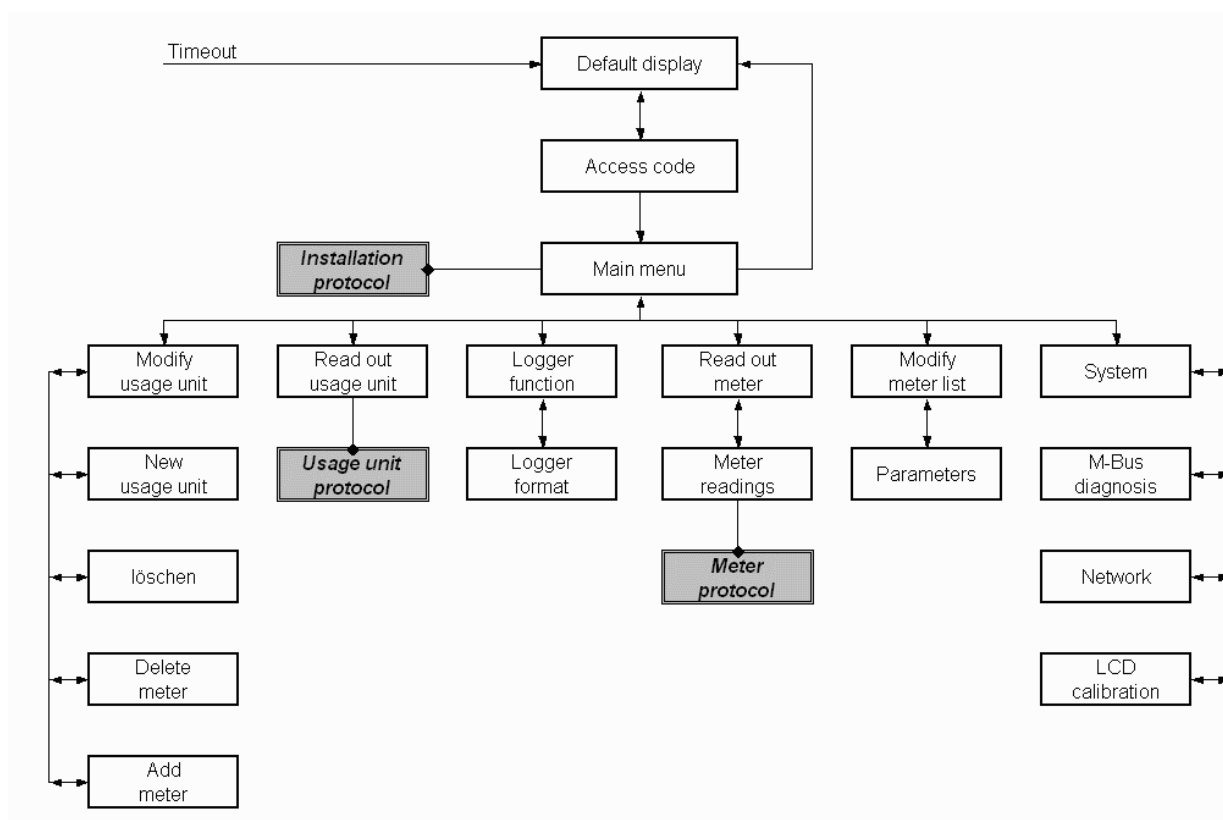 Timeout
Default display
Access code
Installation
protocol
Main menu
Modify
usage unit
Read out
usage unit
Logger
function
Read out
meter
Modify
meter list
System
New
usage unit
Usage unit
protocol
Logger
format
Meter
readings
Parameters
M-Bus
diagnosis
löschen
Meter
protocol
Network
Delete
meter
LCD
calibration
Add
meter